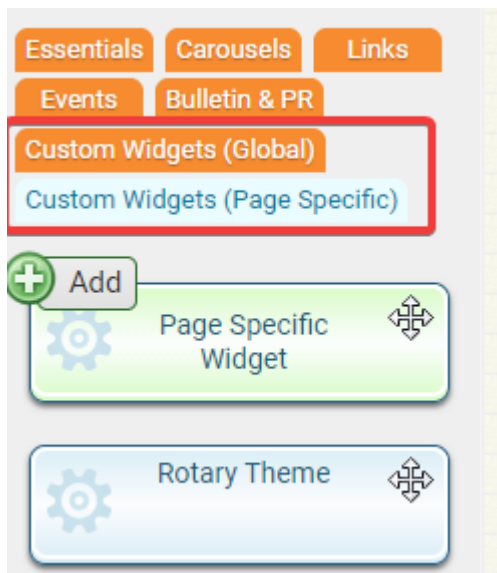 Essentials Carousels Links
Events Bulletin & PR
Custom Widgets (Global)
Custom Widgets (Page Specific)
Add
Page Specific
Widget
Rotary Theme